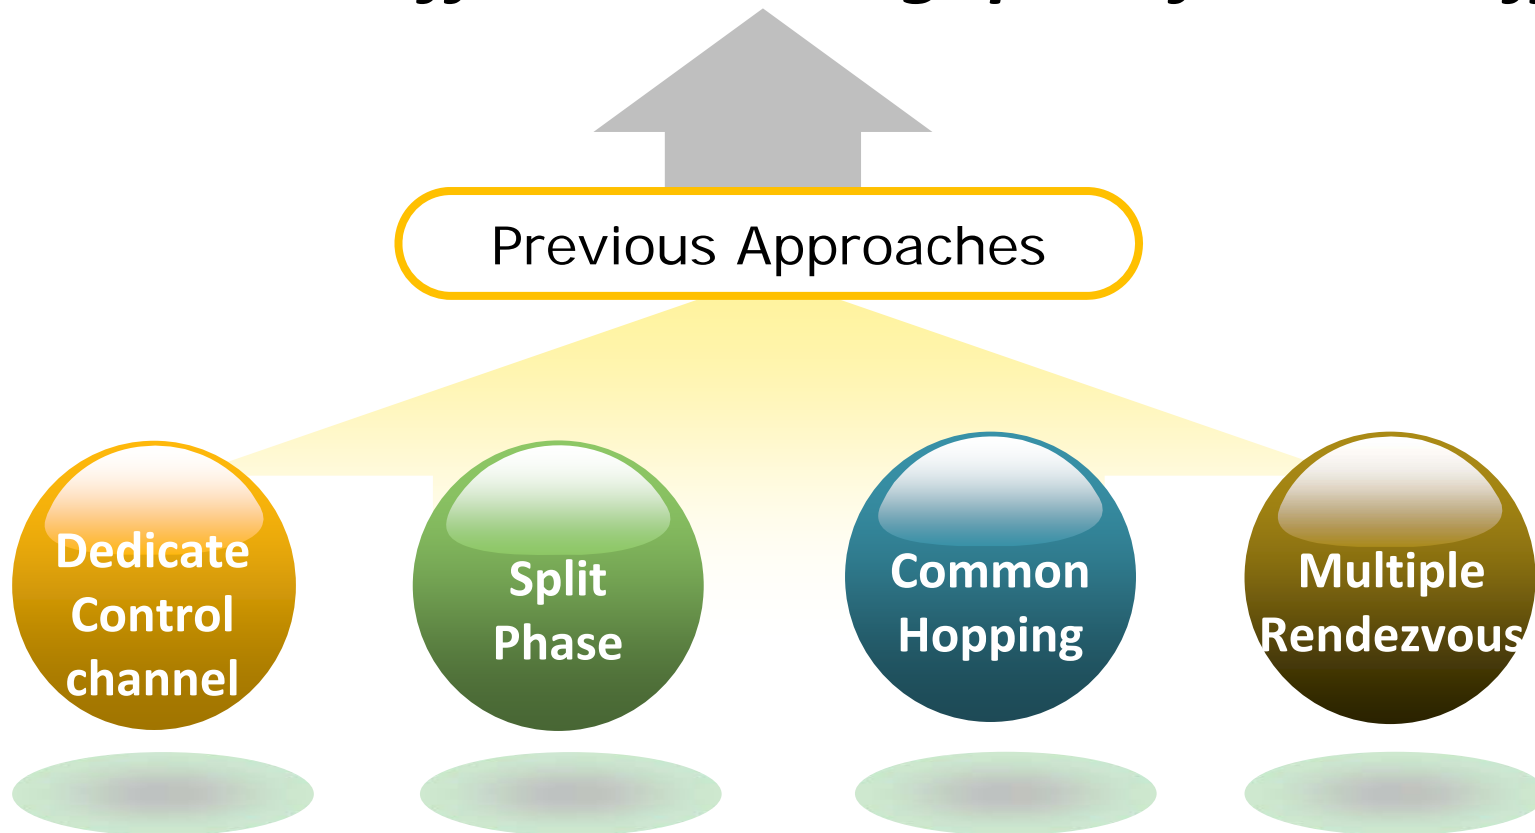 Previous Approaches
Dedicate
Control
channel
Split
Phase
Common
Hopping
Multiple
Rendezvous